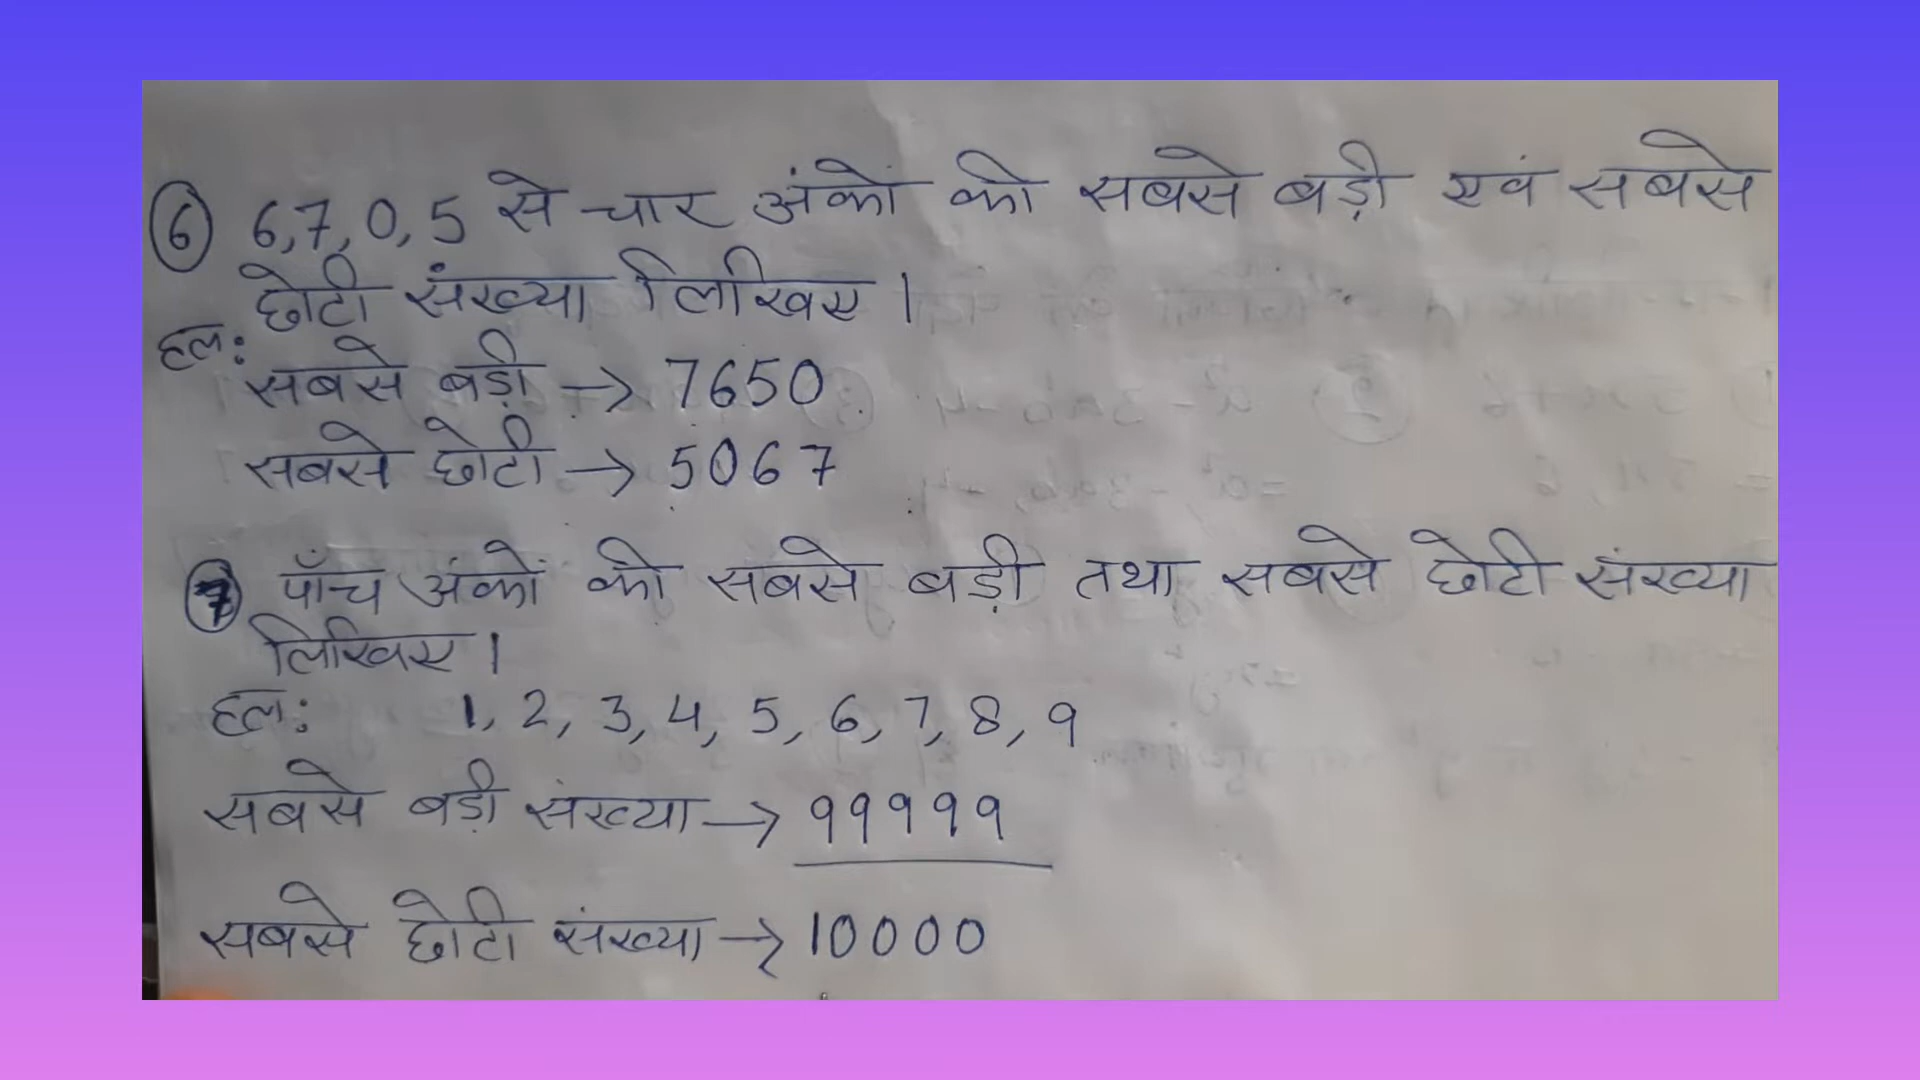 ⑥ 6,7,0,5 से चार अंकों की सबसे बड़ी एवं सबसे
छोटी संख्या लिखिए।
हल:
सबसे बड़ी → 7650
सबसे छोटी → 5067
⑦ पाँच अंकों की सबसे बड़ी तथा सबसे छोटी संख्या
लिखिए।
हल: 1, 2, 3, 4, 5, 6, 7, 8, 9
सबसे बड़ी संख्या → 99999
सबसे छोटी संख्या → 10000